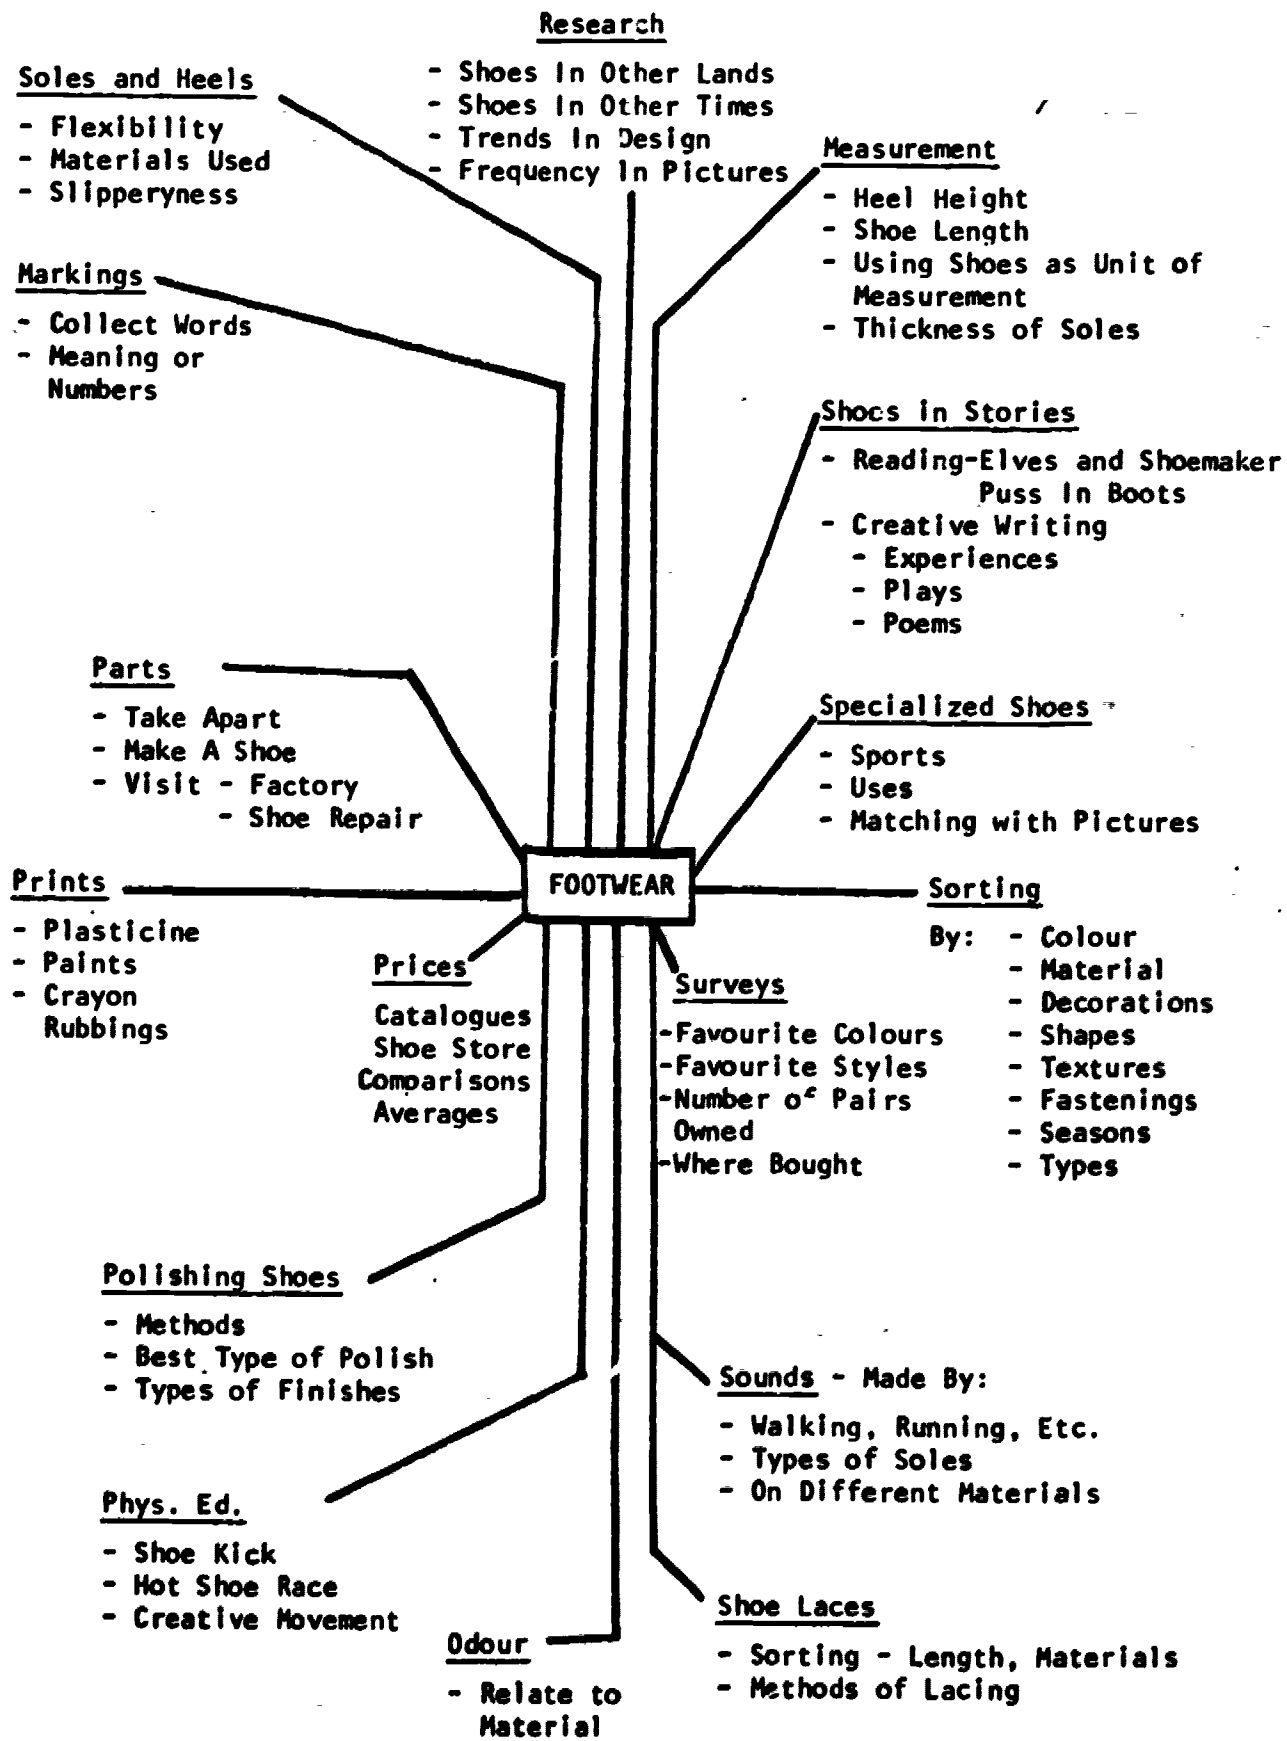 Research
- Shoes In Other Lands
- Shoes In Other Times
- Trends In Design
- Frequency In Pictures
Soles and Heels
- Flexibility
- Materials Used
- Slipperyness
Measurement
- Heel Height
- Shoe Length
- Using Shoes as Unit of
Measurement
- Thickness of Soles
Markings
- Collect Words
- Meaning or
Numbers
Shoes in Stories
- Reading-Elves and Shoemaker
Puss In Boots
- Creative Writing
- Experiences
- Plays
- Poems
Parts
- Take Apart
- Make A Shoe
- Visit - Factory
- Shoe Repair
Specialized Shoes
- Sports
- Uses
- Matching with Pictures
FOOTWEAR
Prints
- Plasticine
- Paints
- Crayon
Rubbings
Prices
Catalogues
Shoe Store
Comparisons
Averages
Surveys
-Favourite Colours
-Favourite Styles
-Number of Pairs
Owned
-Where Bought
Sorting
By: - Colour
- Material
- Decorations
- Shapes
- Textures
- Fastenings
- Seasons
- Types
Polishing Shoes
- Methods
- Best Type of Polish
- Types of Finishes
Sounds - Made By:
- Walking, Running, Etc.
- Types of Soles
- On Different Materials
Phys. Ed.
- Shoe Kick
- Hot Shoe Race
- Creative Movement
Odour
- Relate to
Material
Shoe Laces
- Sorting - Length, Materials
- Methods of Lacing